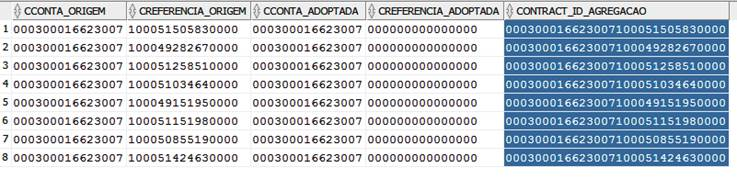 CCONTA_ORIGEM CREFERENCIA_ORIGEM CCONTA_ADOPTADA CREFERENCIA_ADOPTADA CONTRACT_ID_AGREGACAO
1 000300016623007 100051505830000 000300016623007 000000000000000 000300016623007100051505830000
2 000300016623007 100049282670000 000300016623007 000000000000000 000300016623007100049282670000
3 000300016623007 100051258510000 000300016623007 000000000000000 000300016623007100051258510000
4 000300016623007 100051034640000 000300016623007 000000000000000 000300016623007100051034640000
5 000300016623007 100049151950000 000300016623007 000000000000000 000300016623007100049151950000
6 000300016623007 100051151980000 000300016623007 000000000000000 000300016623007100051151980000
7 000300016623007 100050855190000 000300016623007 000000000000000 000300016623007100050855190000
8 000300016623007 100051424630000 000300016623007 000000000000000 000300016623007100051424630000